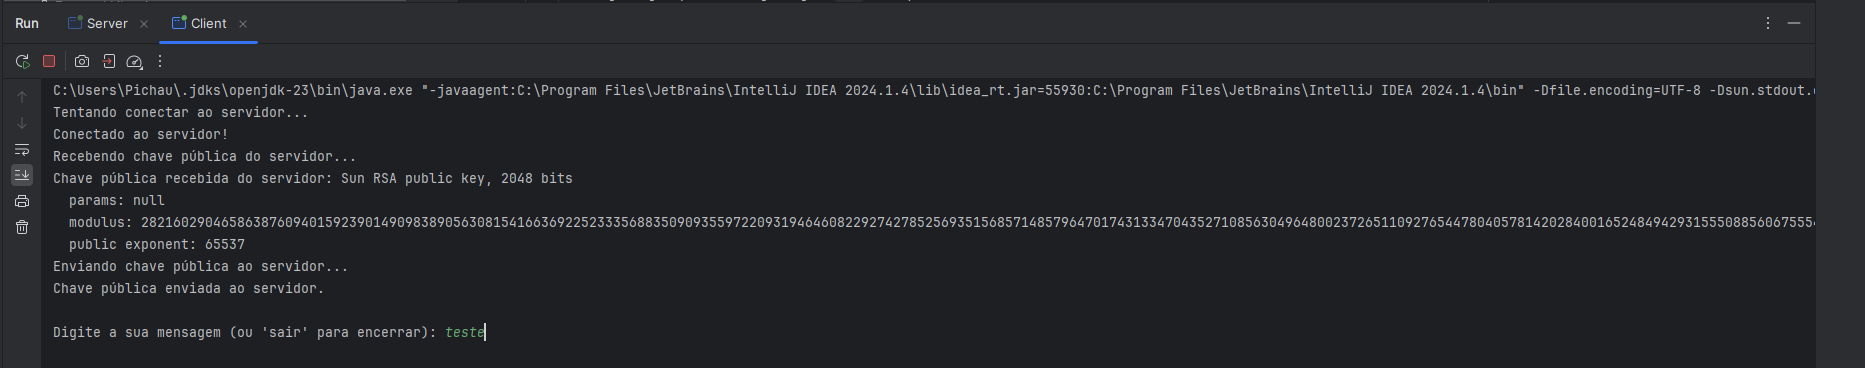 Run Server Client
C:\Users\Pichau\.jdks\openjdk-23\bin\java.exe "-javaagent:C:\Program Files\JetBrains\IntelliJ IDEA 2024.1.4\lib\idea_rt.jar=55930:C:\Program Files\JetBrains\IntelliJ IDEA 2024.1.4\bin" -Dfile.encoding=UTF-8 -Dsun.stdout.
Tentando conectar ao servidor...
Conectado ao servidor!
Recebendo chave pública do servidor...
Chave pública recebida do servidor: Sun RSA public key, 2048 bits
params: null
modulus:
public exponent: 65537
Enviando chave pública ao servidor...
Chave pública enviada ao servidor.
Digite a sua mensagem (ou 'sair' para encerrar): teste